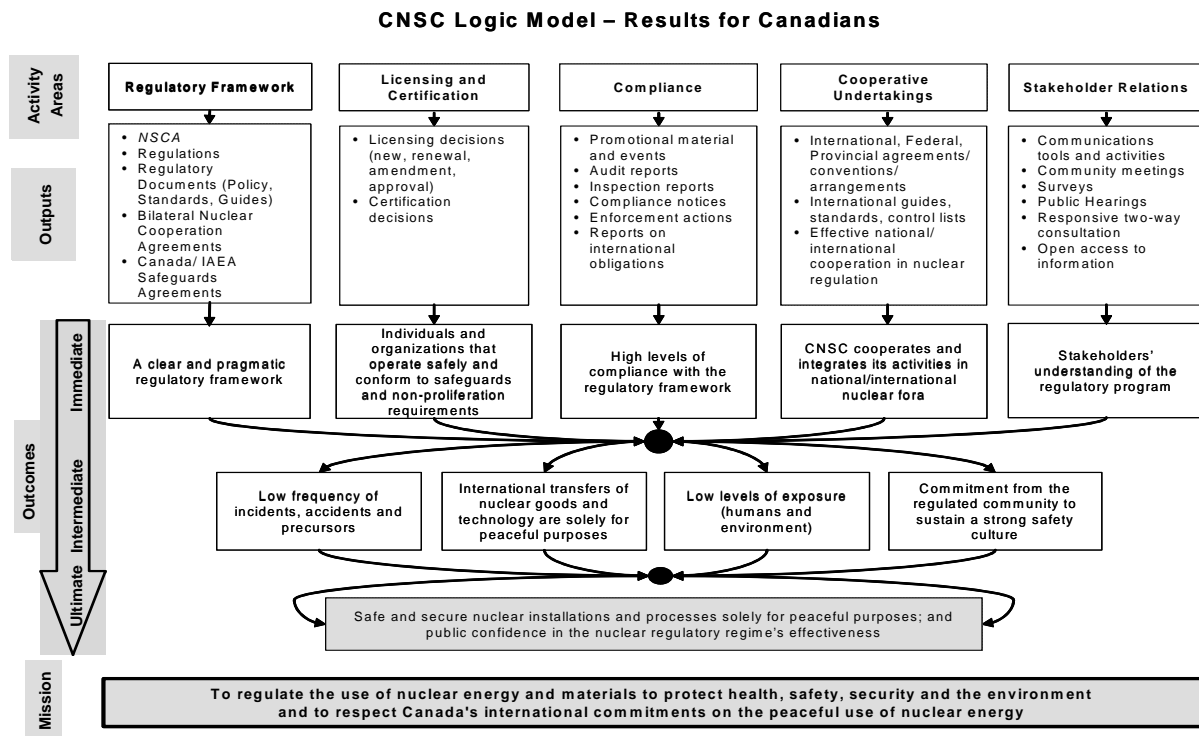 CNSC Logic Model – Results for Canadians
Activity
Areas
Regulatory Framework
Licensing and
Certification
Compliance
Cooperative
Undertakings
Stakeholder Relations
Outputs
• NSCA
• Regulations
• Regulatory
Documents (Policy,
Standards, Guides)
• Bilateral Nuclear
Cooperation
Agreements
• Canada/ IAEA
Safeguards
Agreements
• Licensing decisions
(new, renewal,
amendment,
approval)
• Certification
decisions
• Promotional material
and events
• Audit reports
• Inspection reports
• Compliance notices
• Enforcement actions
• Reports on
international
obligations
• International, Federal,
Provincial agreements/
conventions/
arrangements
• International guides,
standards, control lists
• Effective national/
international
cooperation in nuclear
regulation
• Communications
tools and activities
• Community meetings
• Surveys
• Public Hearings
• Responsive two-way
consultation
• Open access to
information
Outcomes
Immediate
A clear and pragmatic
regulatory framework
Individuals and
organizations that
operate safely and
conform to safeguards
and non-proliferation
requirements
High levels of
compliance with the
regulatory framework
CNSC cooperates and
integrates its activities in
national/international
nuclear fora
Stakeholders'
understanding of the
regulatory program
Intermediate
Low frequency of
incidents, accidents and
precursors
International transfers of
nuclear goods and
technology are solely for
peaceful purposes
Low levels of exposure
(humans and
environment)
Commitment from the
regulated community to
sustain a strong safety
culture
Ultimate
Safe and secure nuclear installations and processes solely for peaceful purposes; and
public confidence in the nuclear regulatory regime's effectiveness
Mission
To regulate the use of nuclear energy and materials to protect health, safety, security and the environment
and to respect Canada's international commitments on the peaceful use of nuclear energy